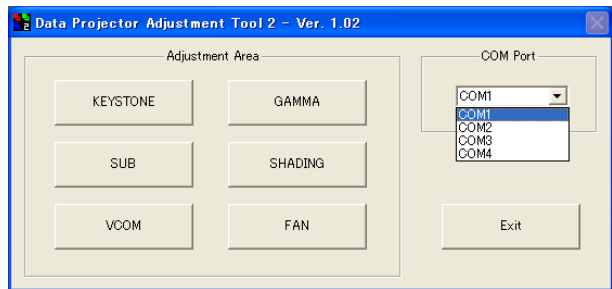 Data Projector Adjustment Tool 2 - Ver. 1.02
Adjustment Area
COM Port
KEYSTONE
GAMMA
COM1
COM1
COM2
COM3
COM4
SUB
SHADING
VCOM
FAN
Exit